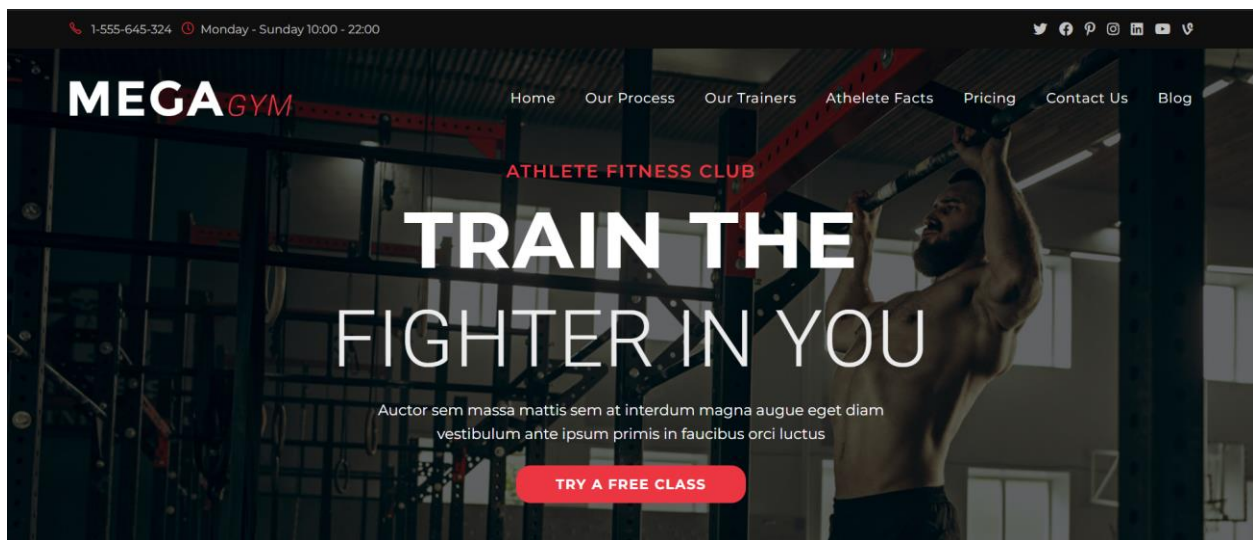 1-555-645-324 Monday - Sunday 10:00 - 22:00
MEGA GYM
Home Our Process Our Trainers Athelete Facts Pricing Contact Us Blog
ATHLETE FITNESS CLUB
TRAIN THE
FIGHTER IN YOU
Auctor sem massa mattis sem at interdum magna augue eget diam
vestibulum ante ipsum primis in faucibus orci luctus
TRY A FREE CLASS